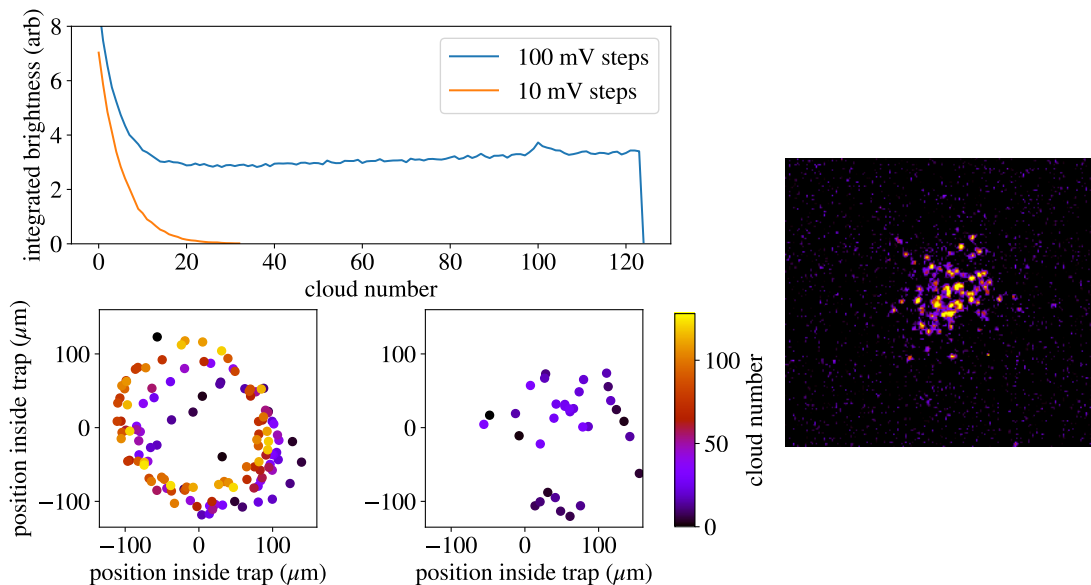 integrated brightness (arb)
8
6
4
2
0
100 mV steps
10 mV steps
0 20 40 60 80 100 120
cloud number
position inside trap (μm)
100
0
−100
−100 0 100
position inside trap (μm)
100
0
−100
−100 0 100
position inside trap (μm)
100
50
0
cloud number